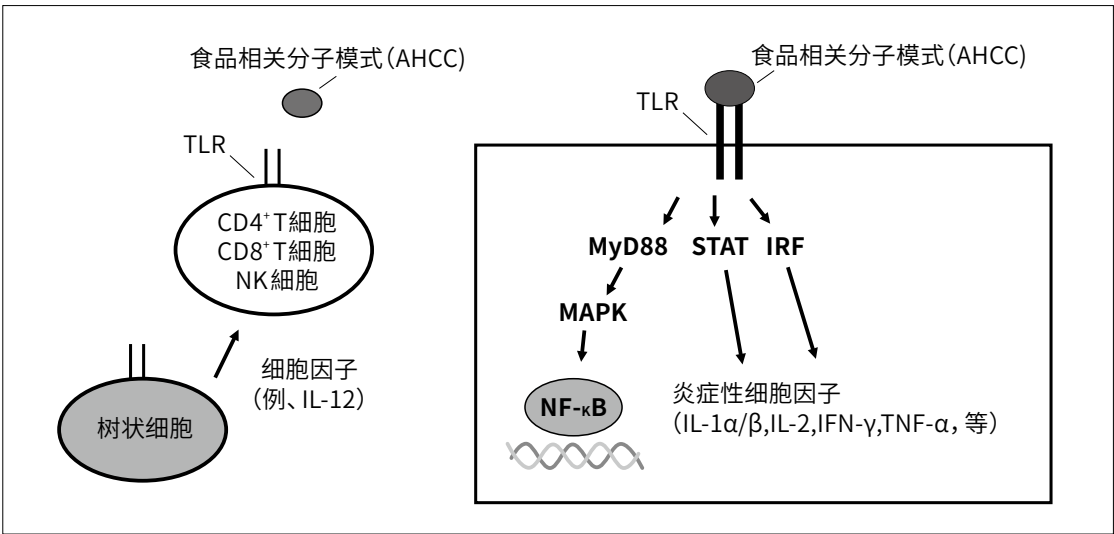 食品相关分子模式(AHCC)
TLR
CD4⁺T細胞
CD8⁺T細胞
NK細胞
细胞因子
(例、IL-12)
树状细胞
食品相关分子模式(AHCC)
TLR
MyD88 STAT IRF
MAPK
NF-κB
炎症性细胞因子
(IL-1α/β,IL-2,IFN-γ,TNF-α，等)